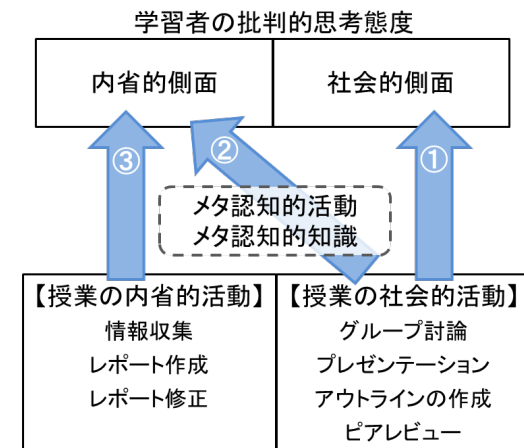 学習者の批判的思考態度
内省的側面
社会的側面
③
②
①
メタ認知的活動
メタ認知的知識
【授業の内省的活動】
情報収集
レポート作成
レポート修正
【授業の社会的活動】
グループ討論
プレゼンテーション
アウトラインの作成
ピアレビュー